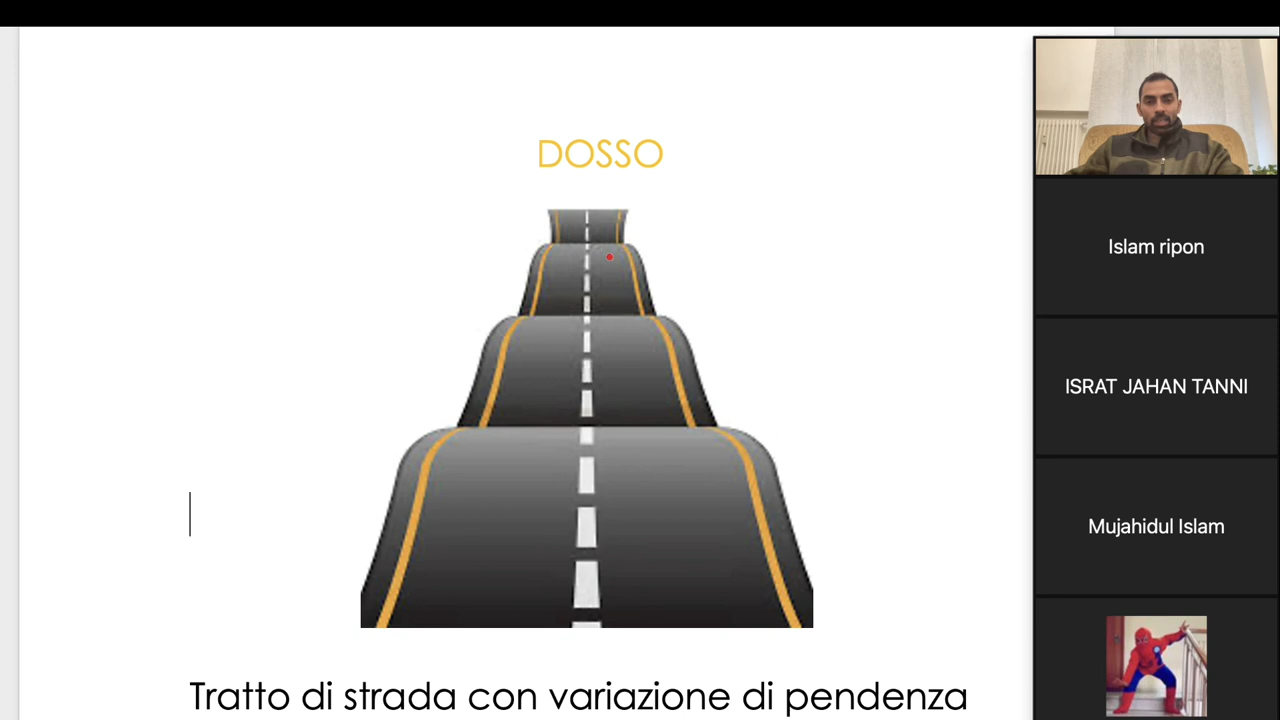 DOSSO
Tratto di strada con variazione di pendenza
Islam ripon
ISRAT JAHAN TANNI
Mujahidul Islam